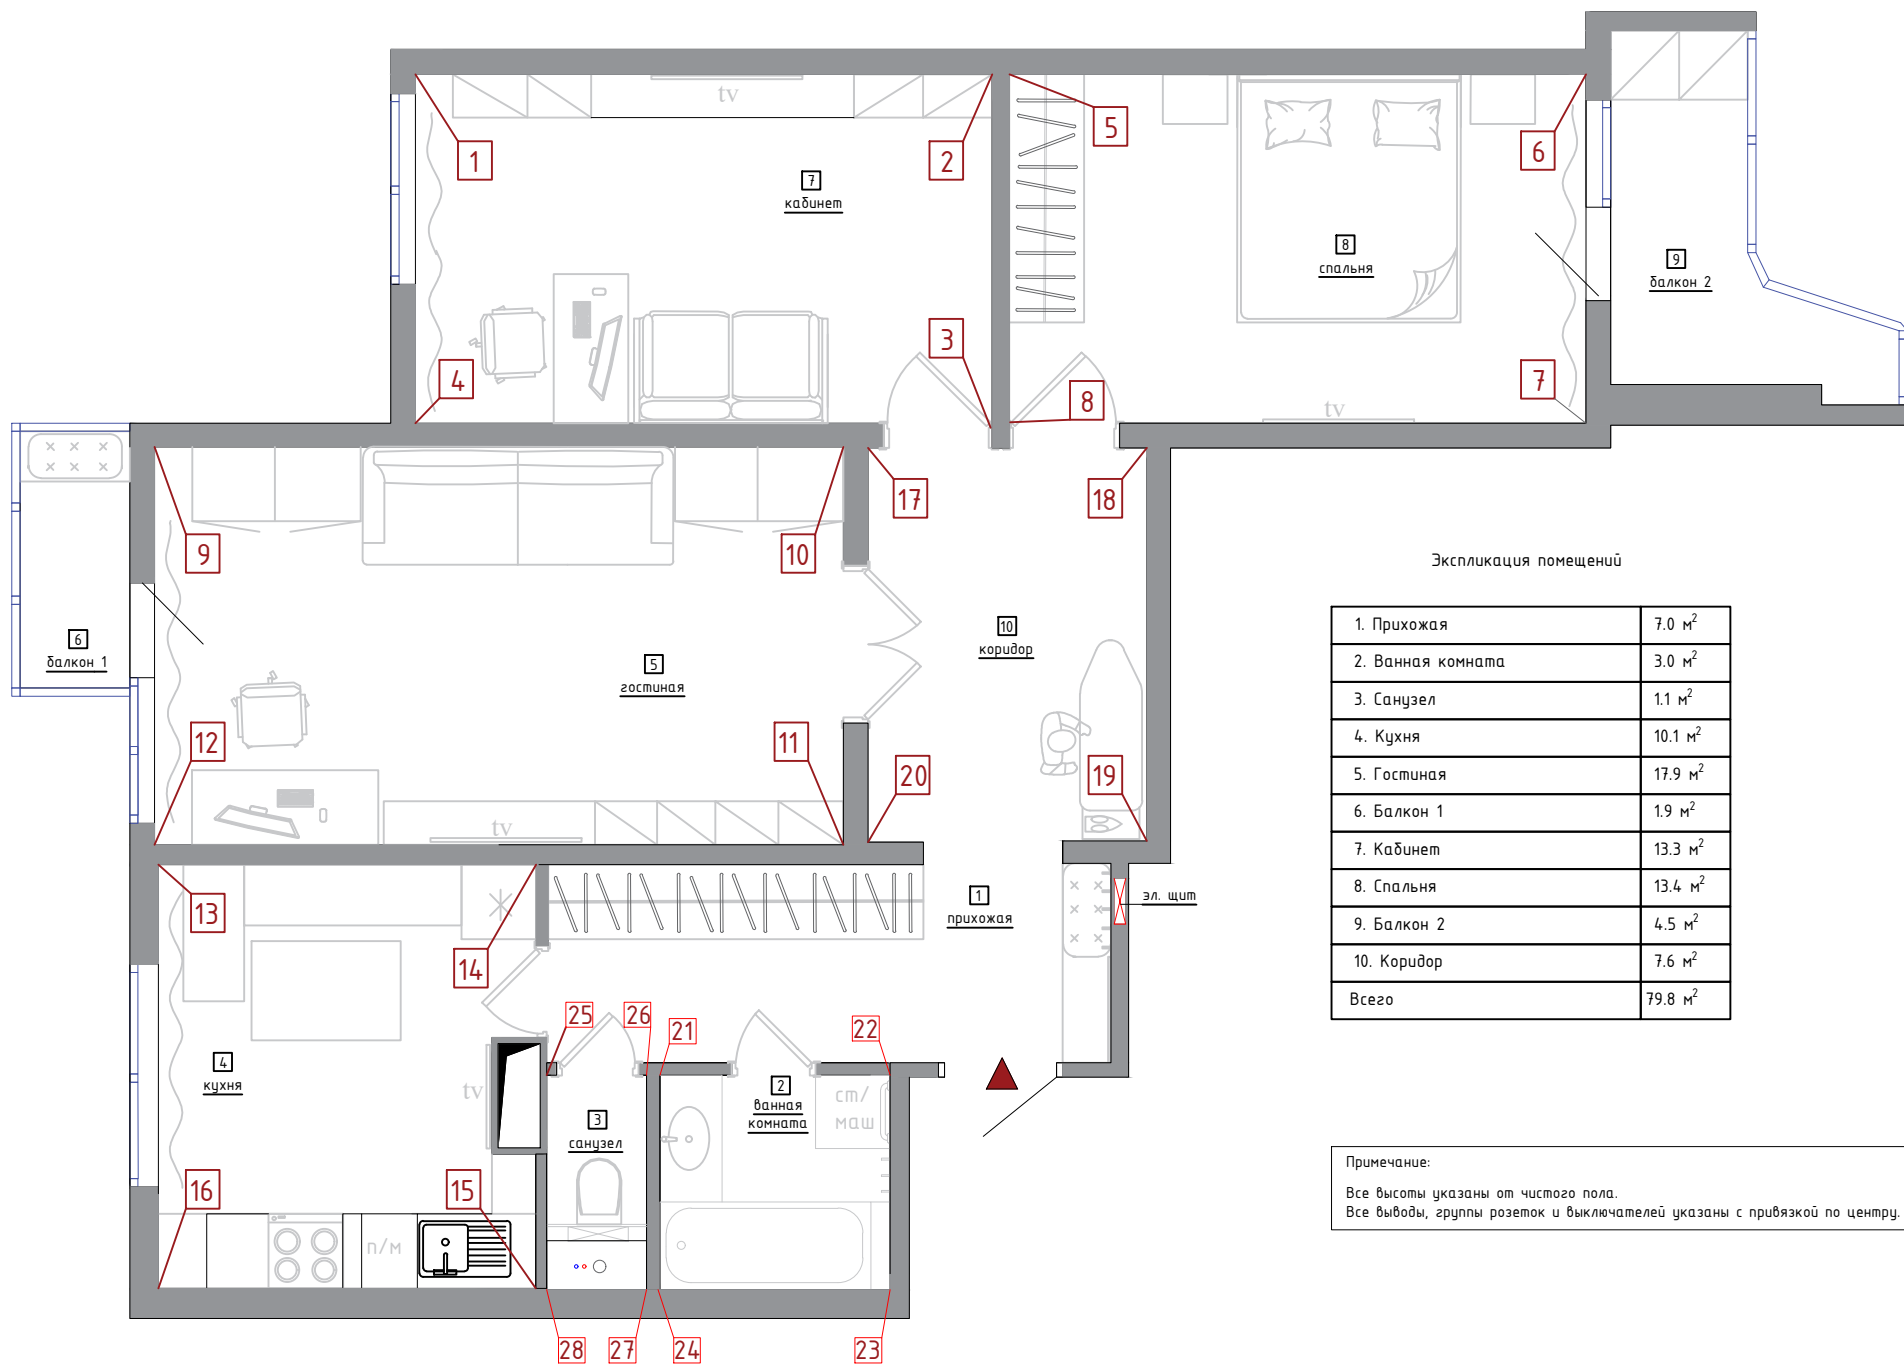 tv
1
2
5
6
7
кабинет
8
спальня
9
балкон 2
3
4
7
8
tv
9
10
17
18
Экспликация помещений
1. Прихожая 7.0 м²
2. Ванная комната 3.0 м²
3. Санузел 1.1 м²
4. Кухня 10.1 м²
5. Гостиная 17.9 м²
6. Балкон 1 1.9 м²
7. Кабинет 13.3 м²
8. Спальня 13.4 м²
9. Балкон 2 4.5 м²
10. Коридор 7.6 м²
Всего 79.8 м²
6
балкон 1
5
гостиная
10
коридор
12
11
20
19
tv
13
14
1
прихожая
эл. щит
25
26
21
22
4
кухня
tv
3
санузел
2
ванная
комната
ст/
маш
16
15
п/м
28
27
24
23
Примечание:
Все высоты указаны от чистого пола.
Все выводы, группы розеток и выключателей указаны с привязкой по центру.